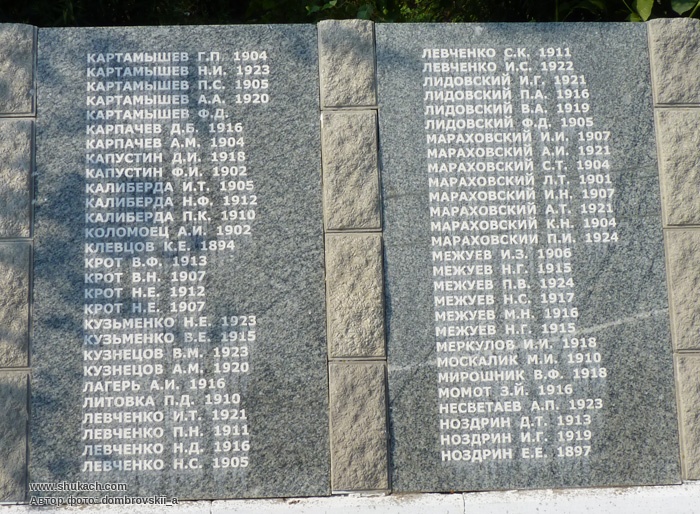 КАРТАМЫШЕВ Г.П 1904
КАРТАМЫШЕВ Н.И. 1923
КАРТАМЫШЕВ П.С. 1905
КАРТАМЫШЕВ А.А. 1920
КАРТАМЫШЕВ Ф.Д.
КАРПАЧЕВ Д.Б. 1916
КАРПАЧЕВ А.М. 1904
КАПУСТИН Д.И. 1918
КАПУСТИН Ф.И. 1902
КАЛИБЕРДА И.Т. 1905
КАЛИБЕРДА Н.Ф. 1912
КАЛИБЕРДА П.К. 1910
КОЛОМОЕЦ А.И. 1902
КЛЕВЦОВ К.Е. 1894
КРОТ В.Ф. 1913
КРОТ В.Н. 1907
КРОТ Н.Е. 1912
КРОТ Н.Е. 1907
КУЗЬМЕНКО Н.Е. 1923
КУЗЬМЕНКО В.Е. 1915
КУЗНЕЦОВ В.М. 1923
КУЗНЕЦОВ А.М. 1920
ЛАГЕРЬ А.И. 1916
ЛИТОВКА П.Д. 1910
ЛЕВЧЕНКО И.Т. 1921
ЛЕВЧЕНКО П.Н. 1911
ЛЕВЧЕНКО Н.Д. 1916
ЛЕВЧЕНКО Н.С. 1905
ЛЕВЧЕНКО С.К. 1911
ЛЕВЧЕНКО И.С. 1922
ЛИДОВСКИЙ И.Г. 1921
ЛИДОВСКИЙ П.А. 1916
ЛИДОВСКИЙ В.А. 1919
ЛИДОВСКИЙ Ф.Д. 1905
МАРАХОВСКИЙ И.И. 1907
МАРАХОВСКИЙ А.И. 1921
МАРАХОВСКИЙ С.Т. 1904
МАРАХОВСКИЙ Л.Т. 1901
МАРАХОВСКИЙ И.Н. 1907
МАРАХОВСКИЙ А.Т. 1921
МАРАХОВСКИЙ К.Н. 1904
МАРАХОВСКИЙ П.И. 1924
МЕЖУЕВ И.З. 1906
МЕЖУЕВ Н.Г. 1915
МЕЖУЕВ П.В. 1924
МЕЖУЕВ Н.С. 1917
МЕЖУЕВ М.Н. 1916
МЕЖУЕВ Н.Г. 1915
МЕРКУЛОВ И.И. 1918
МОСКАЛИК М.И. 1910
МИРОШНИК В.Ф. 1918
МОМОТ З.Й. 1916
НЕСВЕТАЕВ А.П. 1923
НОЗДРИН Д.Т. 1913
НОЗДРИН И.Г. 1919
НОЗДРИН Е.Е. 1897
www.shukach.com
Автор фото: dombrovskii_a